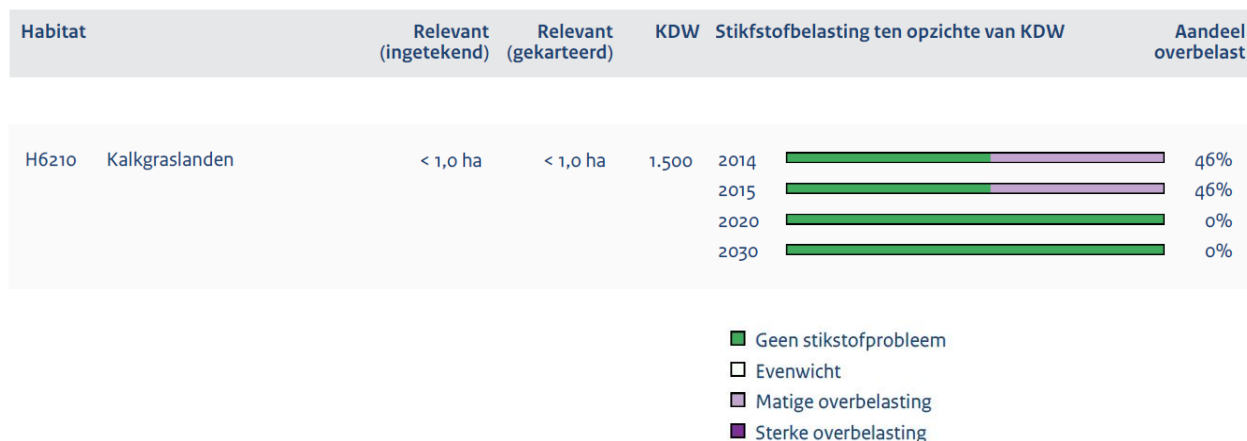 Habitat Relevant (ingetekend) Relevant (gekarteerd) KDW Stikfstofbelasting ten opzichte van KDW Aandeel overbelast
H6210 Kalkgraslanden < 1,0 ha < 1,0 ha 1.500 2014 46%
2015 46%
2020 0%
2030 0%
Geen stikstofprobleem
Evenwicht
Matige overbelasting
Sterke overbelasting